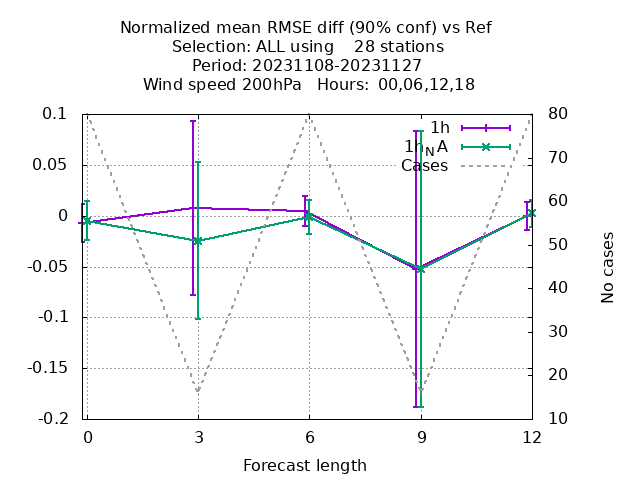 Normalized mean RMSE diff (90% conf) vs Ref
Selection: ALL using 28 stations
Period: 20231108-20231127
Wind speed 200hPa Hours: 00,06,12,18
0.1
0.05
0
-0.05
-0.1
-0.15
-0.2
80
70
60
50
40
30
20
10
1h
1hNA
Cases
No cases
0 3 6 9 12
Forecast length